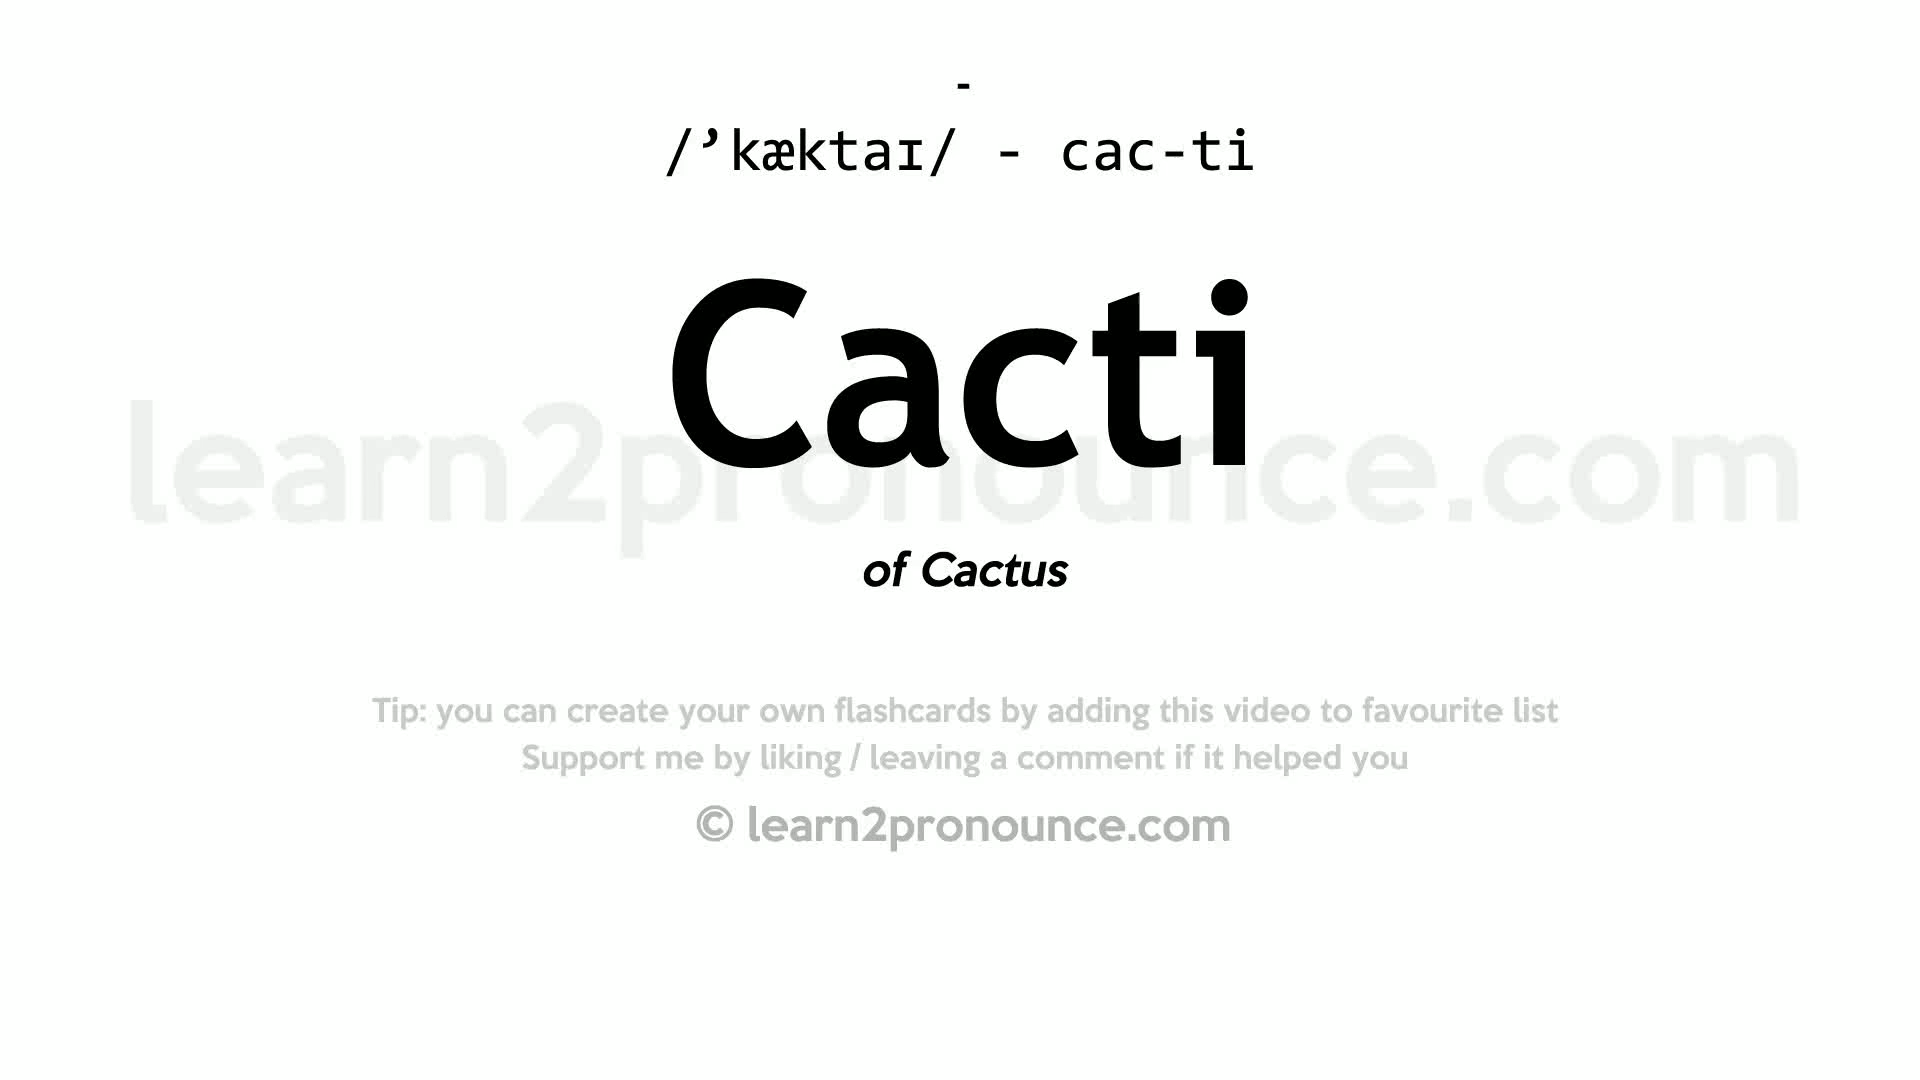 -
/’kæktaɪ/ - cac-ti
Cacti
learn2pronounce.com
of Cactus
Tip: you can create your own flashcards by adding this video to favourite list
Support me by liking / leaving a comment if it helped you
© learn2pronounce.com